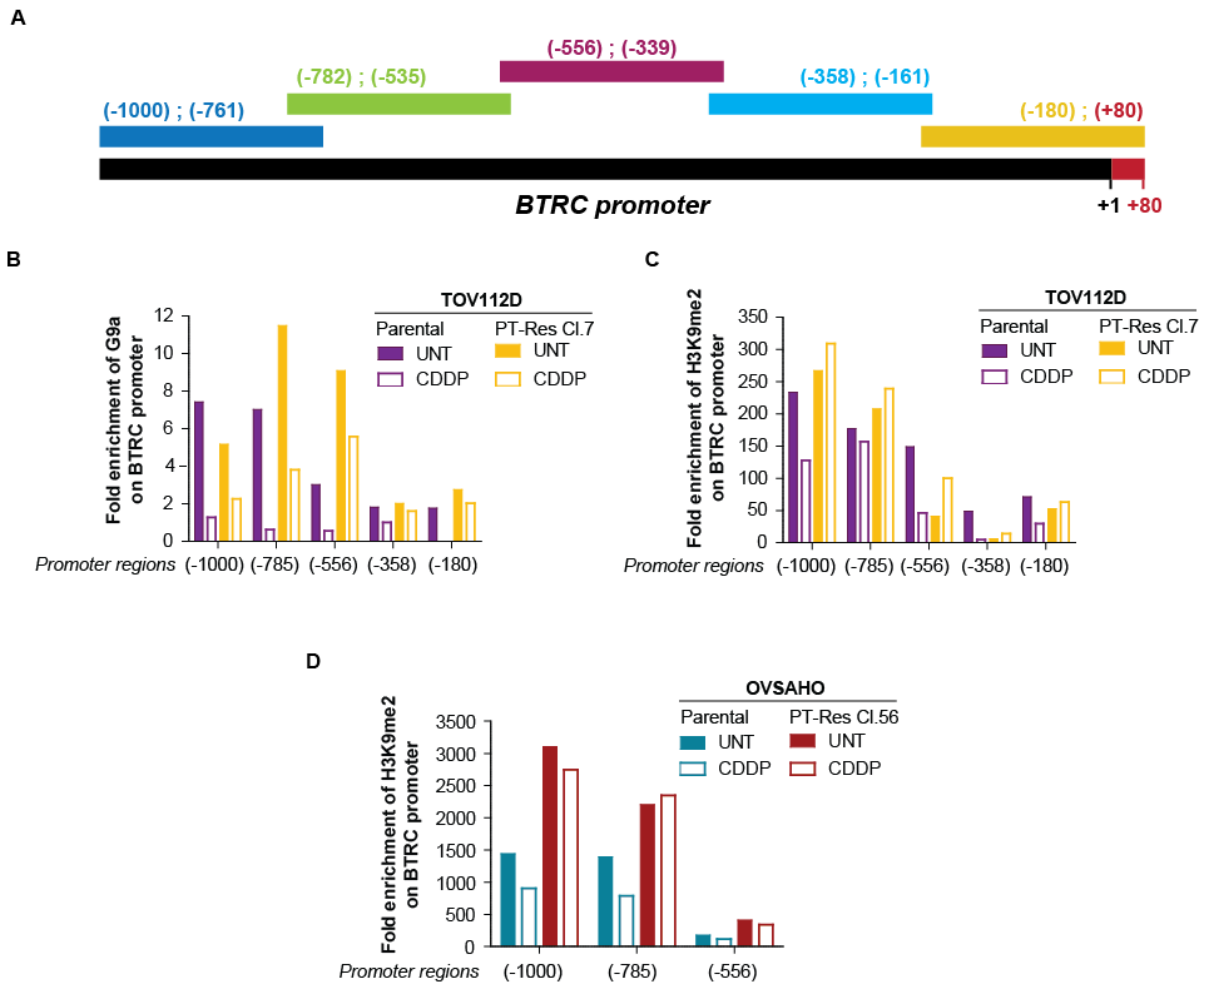 A
(-556) ; (-339)
(-782) ; (-535)
(-358) ; (-161)
(-1000) ; (-761)
(-180) ; (+80)
BTRC promoter
+1 +80
B
Fold enrichment of G9a
on BTRC promoter
TOV112D
Parental
PT-Res Cl.7
UNT
UNT
CDDP
CDDP
12
10
8
6
4
2
0
Promoter regions (-1000) (-785) (-556) (-358) (-180)
C
Fold enrichment of H3K9me2
on BTRC promoter
TOV112D
Parental
PT-Res Cl.7
UNT
UNT
CDDP
CDDP
350
300
250
200
150
100
50
0
Promoter regions (-1000) (-785) (-556) (-358) (-180)
D
Fold enrichment of H3K9me2
on BTRC promoter
OVSAHO
Parental
PT-Res Cl.56
UNT
UNT
CDDP
CDDP
3500
3000
2500
2000
1500
1000
500
0
Promoter regions (-1000) (-785) (-556)